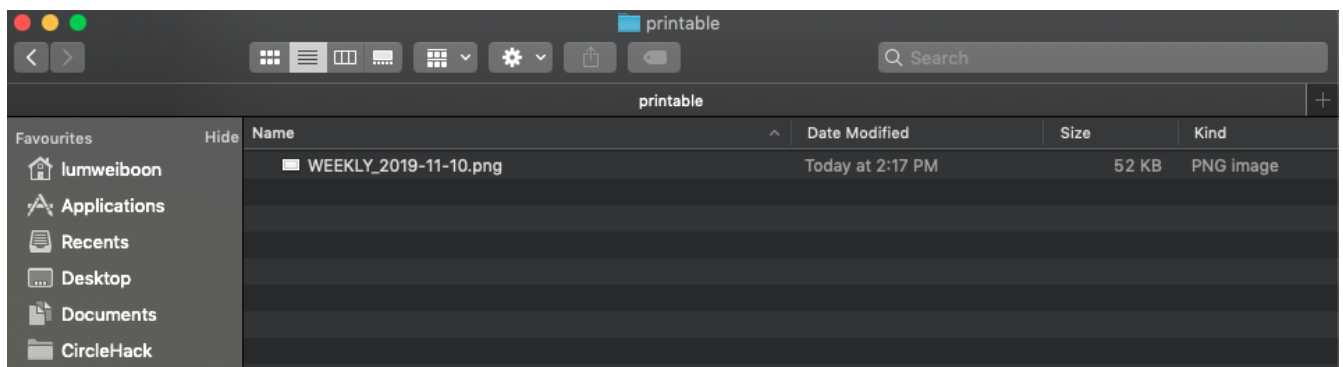 printable
Search
printable
Favourites Hide
Name Date Modified Size Kind
lumweiboon
WEEKLY_2019-11-10.png Today at 2:17 PM 52 KB PNG image
Applications
Recents
Desktop
Documents
CircleHack